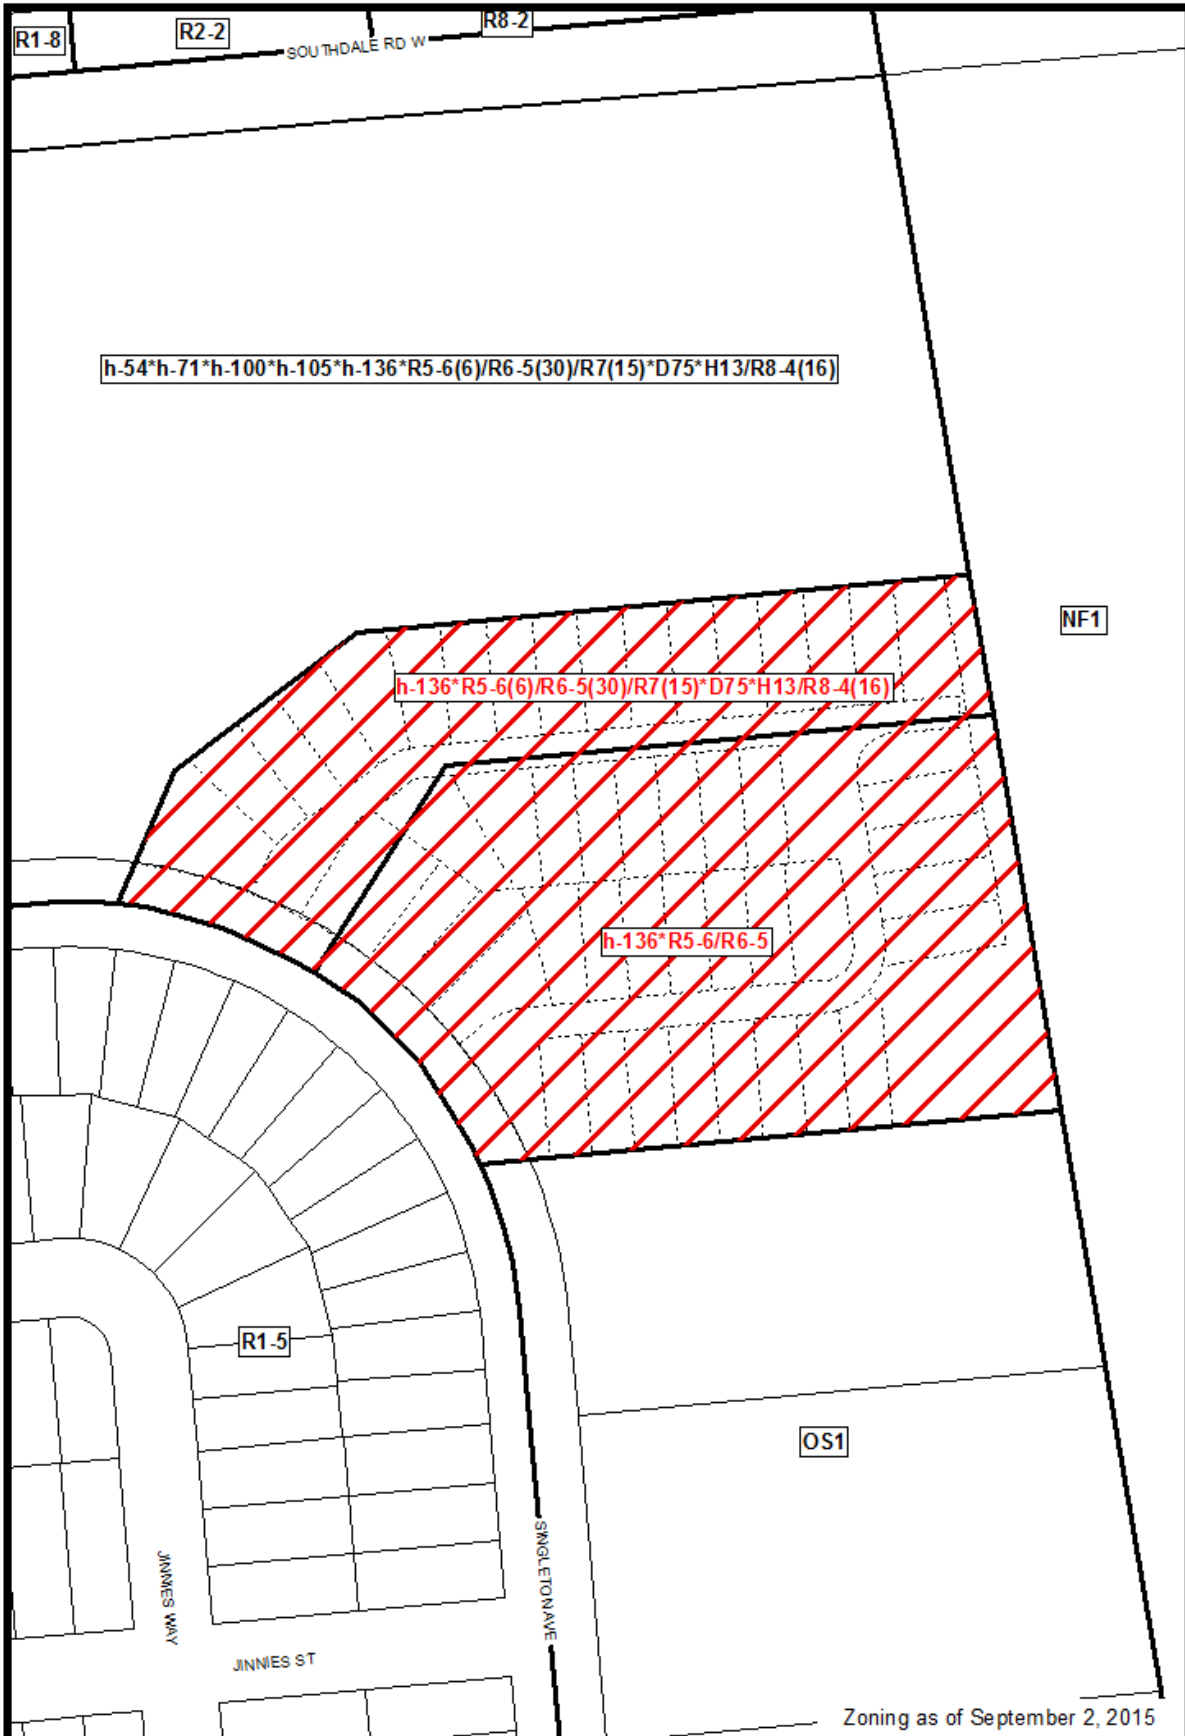 R1-8
R2-2
R8-2
SOUTHDALE RD W
h-54*h-71*h-100*h-105*h-136*R5-6(6)/R6-5(30)/R7(15)*D75*H13/R8-4(16)
NF1
h-136*R5-6(6)/R6-5(30)/R7(15)*D75*H13/R8-4(16)
h-136*R5-6/R6-5
R1-5
OS1
SINGLETON AVE
JINNIES WAY
JINNIES ST
Zoning as of September 2, 2015